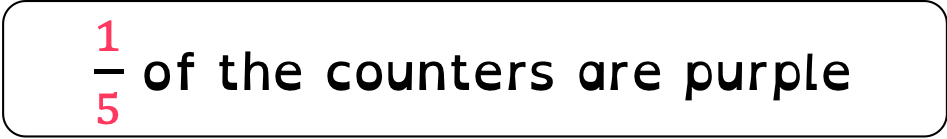 1/5 of the counters are purple